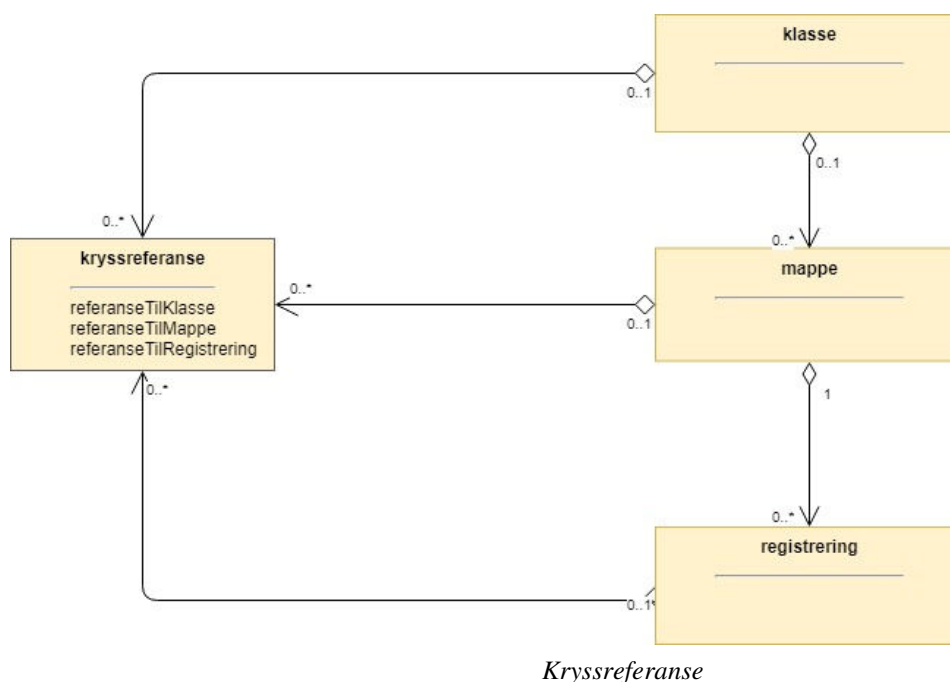 klasse
0..1
0..1
0..*
kryssreferanse
referanseTilKlasse
referanseTilMappe
referanseTilRegistrering
0..*
0..*
mappe
0..1
0..*
1
0..*
registrering
0..1
Kryssreferanse